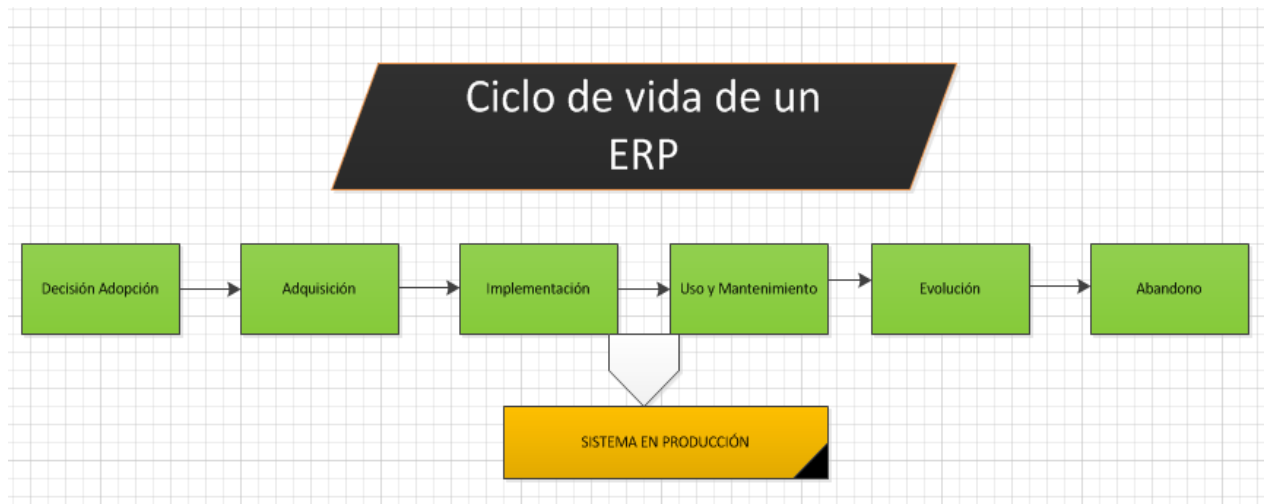 Ciclo de vida de un
ERP
Decisión Adopción
Adquisición
Implementación
Uso y Mantenimiento
Evolución
Abandono
SISTEMA EN PRODUCCIÓN